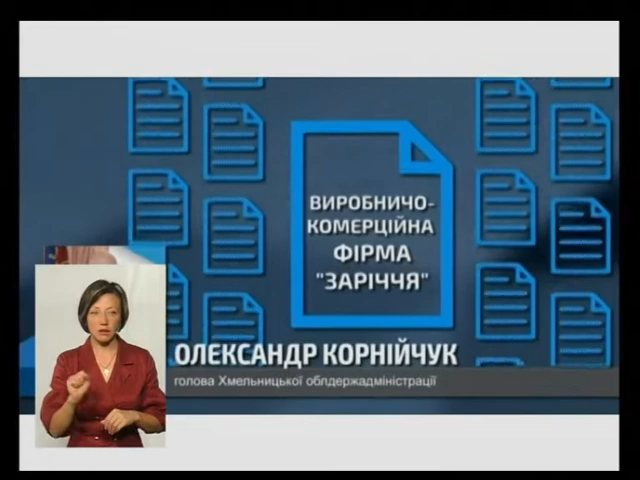 ВИРОБНИЧО-
КОМЕРЦІЙНА
ФІРМА
"ЗАРІЧЧЯ"
ОЛЕКСАНДР КОРНІЙЧУК
голова Хмельницької облдержадміністрації